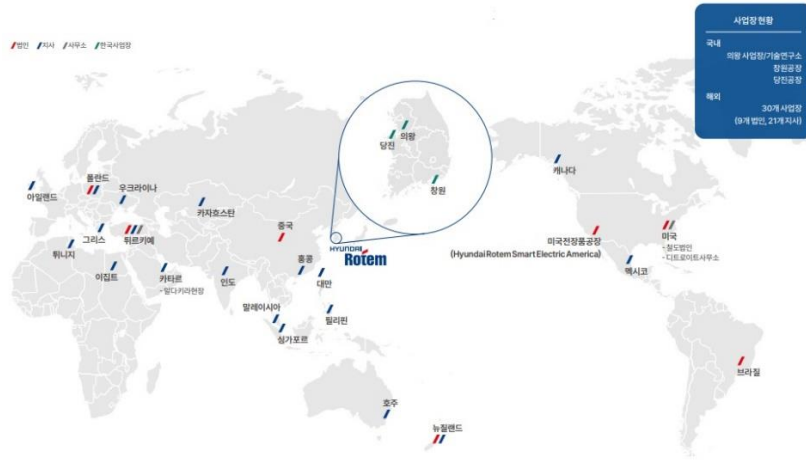 법인 지사 사무소 한국사업장
사업장 현황
국내
의왕 사업장/기술연구소
창원공장
당진공장
해외
30개 사업장
(9개 법인, 21개 지사)
의왕
당진
창원
캐나다
폴란드
우크라이나
아일랜드
카자흐스탄
중국
그리스
튀르키예
튀니지
이집트
카타르
- 알다키라현장
인도
홍콩
대만
말레이시아
싱가포르
필리핀
HYUNDAI
Rotem
미국전장품공장
(Hyundai Rotem Smart Electric America)
미국
- 철도법인
- 디트로이트사무소
멕시코
브라질
호주
뉴질랜드